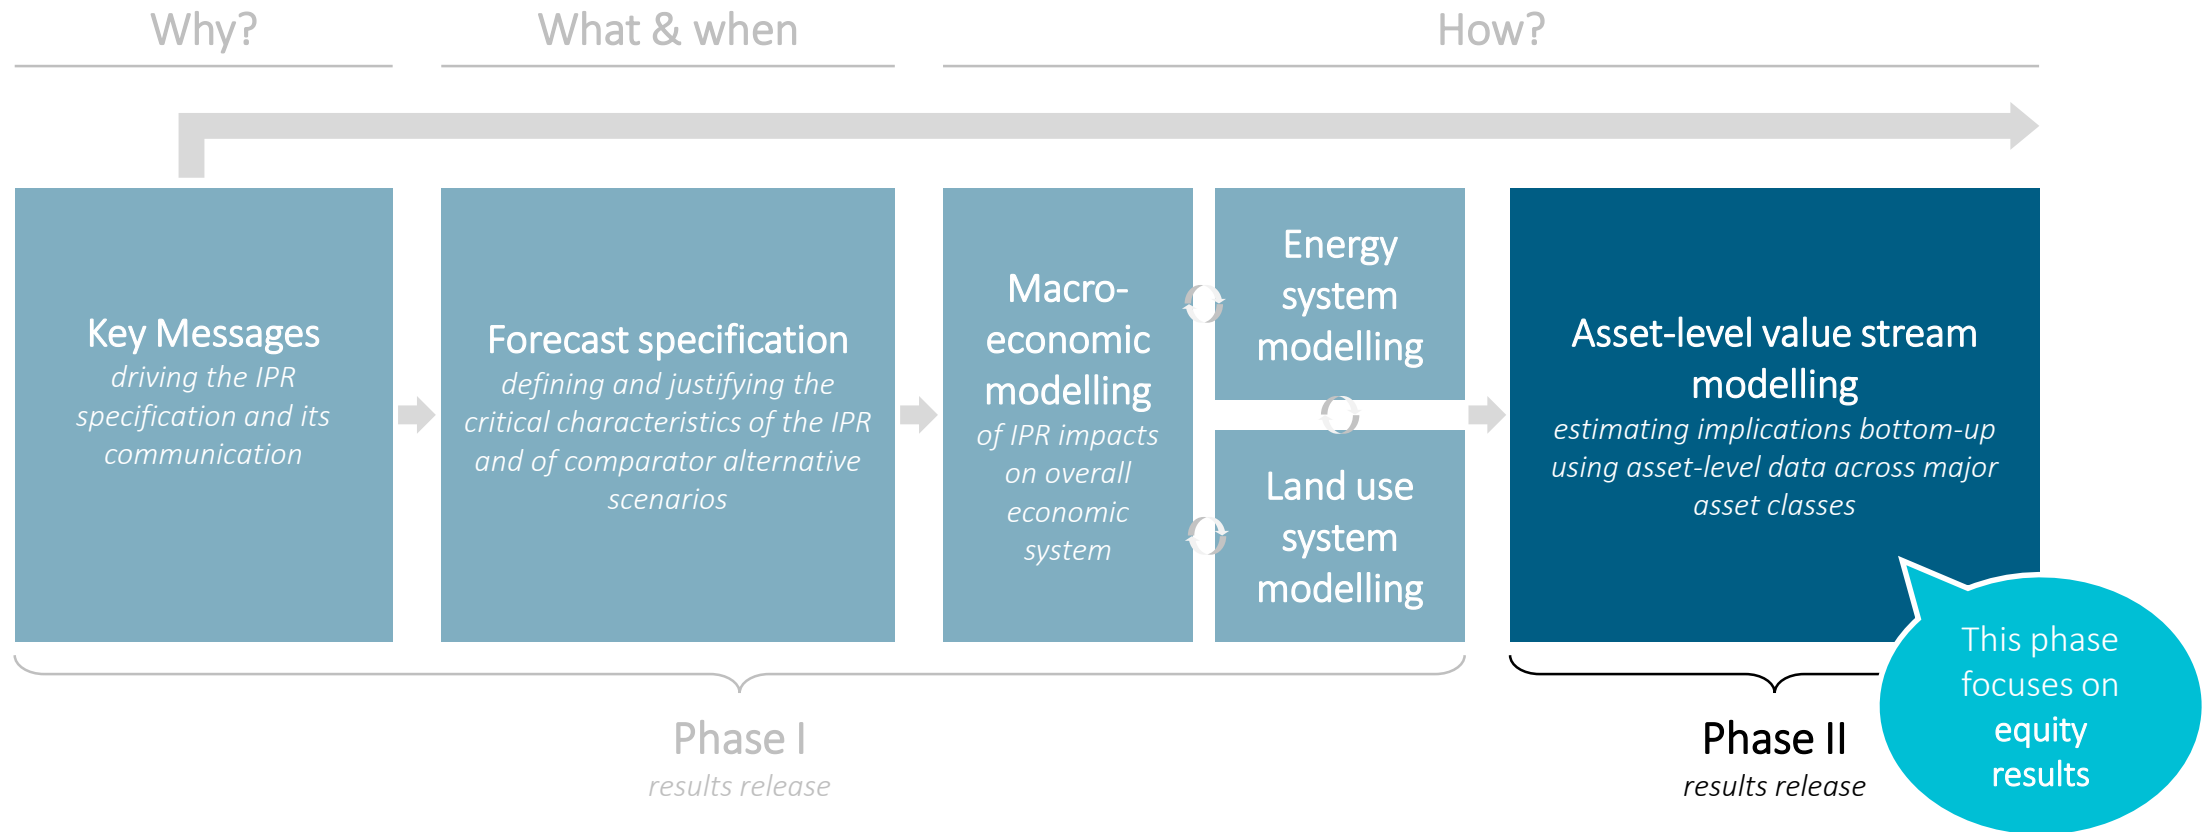 Why?
What & when
How?
Key Messages
driving the IPR
specification and its
communication
Forecast specification
defining and justifying the
critical characteristics of the IPR
and of comparator alternative
scenarios
Macro-
economic
modelling
of IPR impacts
on overall
economic
system
Energy
system
modelling
Land use
system
modelling
Asset-level value stream
modelling
estimating implications bottom-up
using asset-level data across major
asset classes
Phase I
results release
Phase II
results release
This phase
focuses on
equity
results